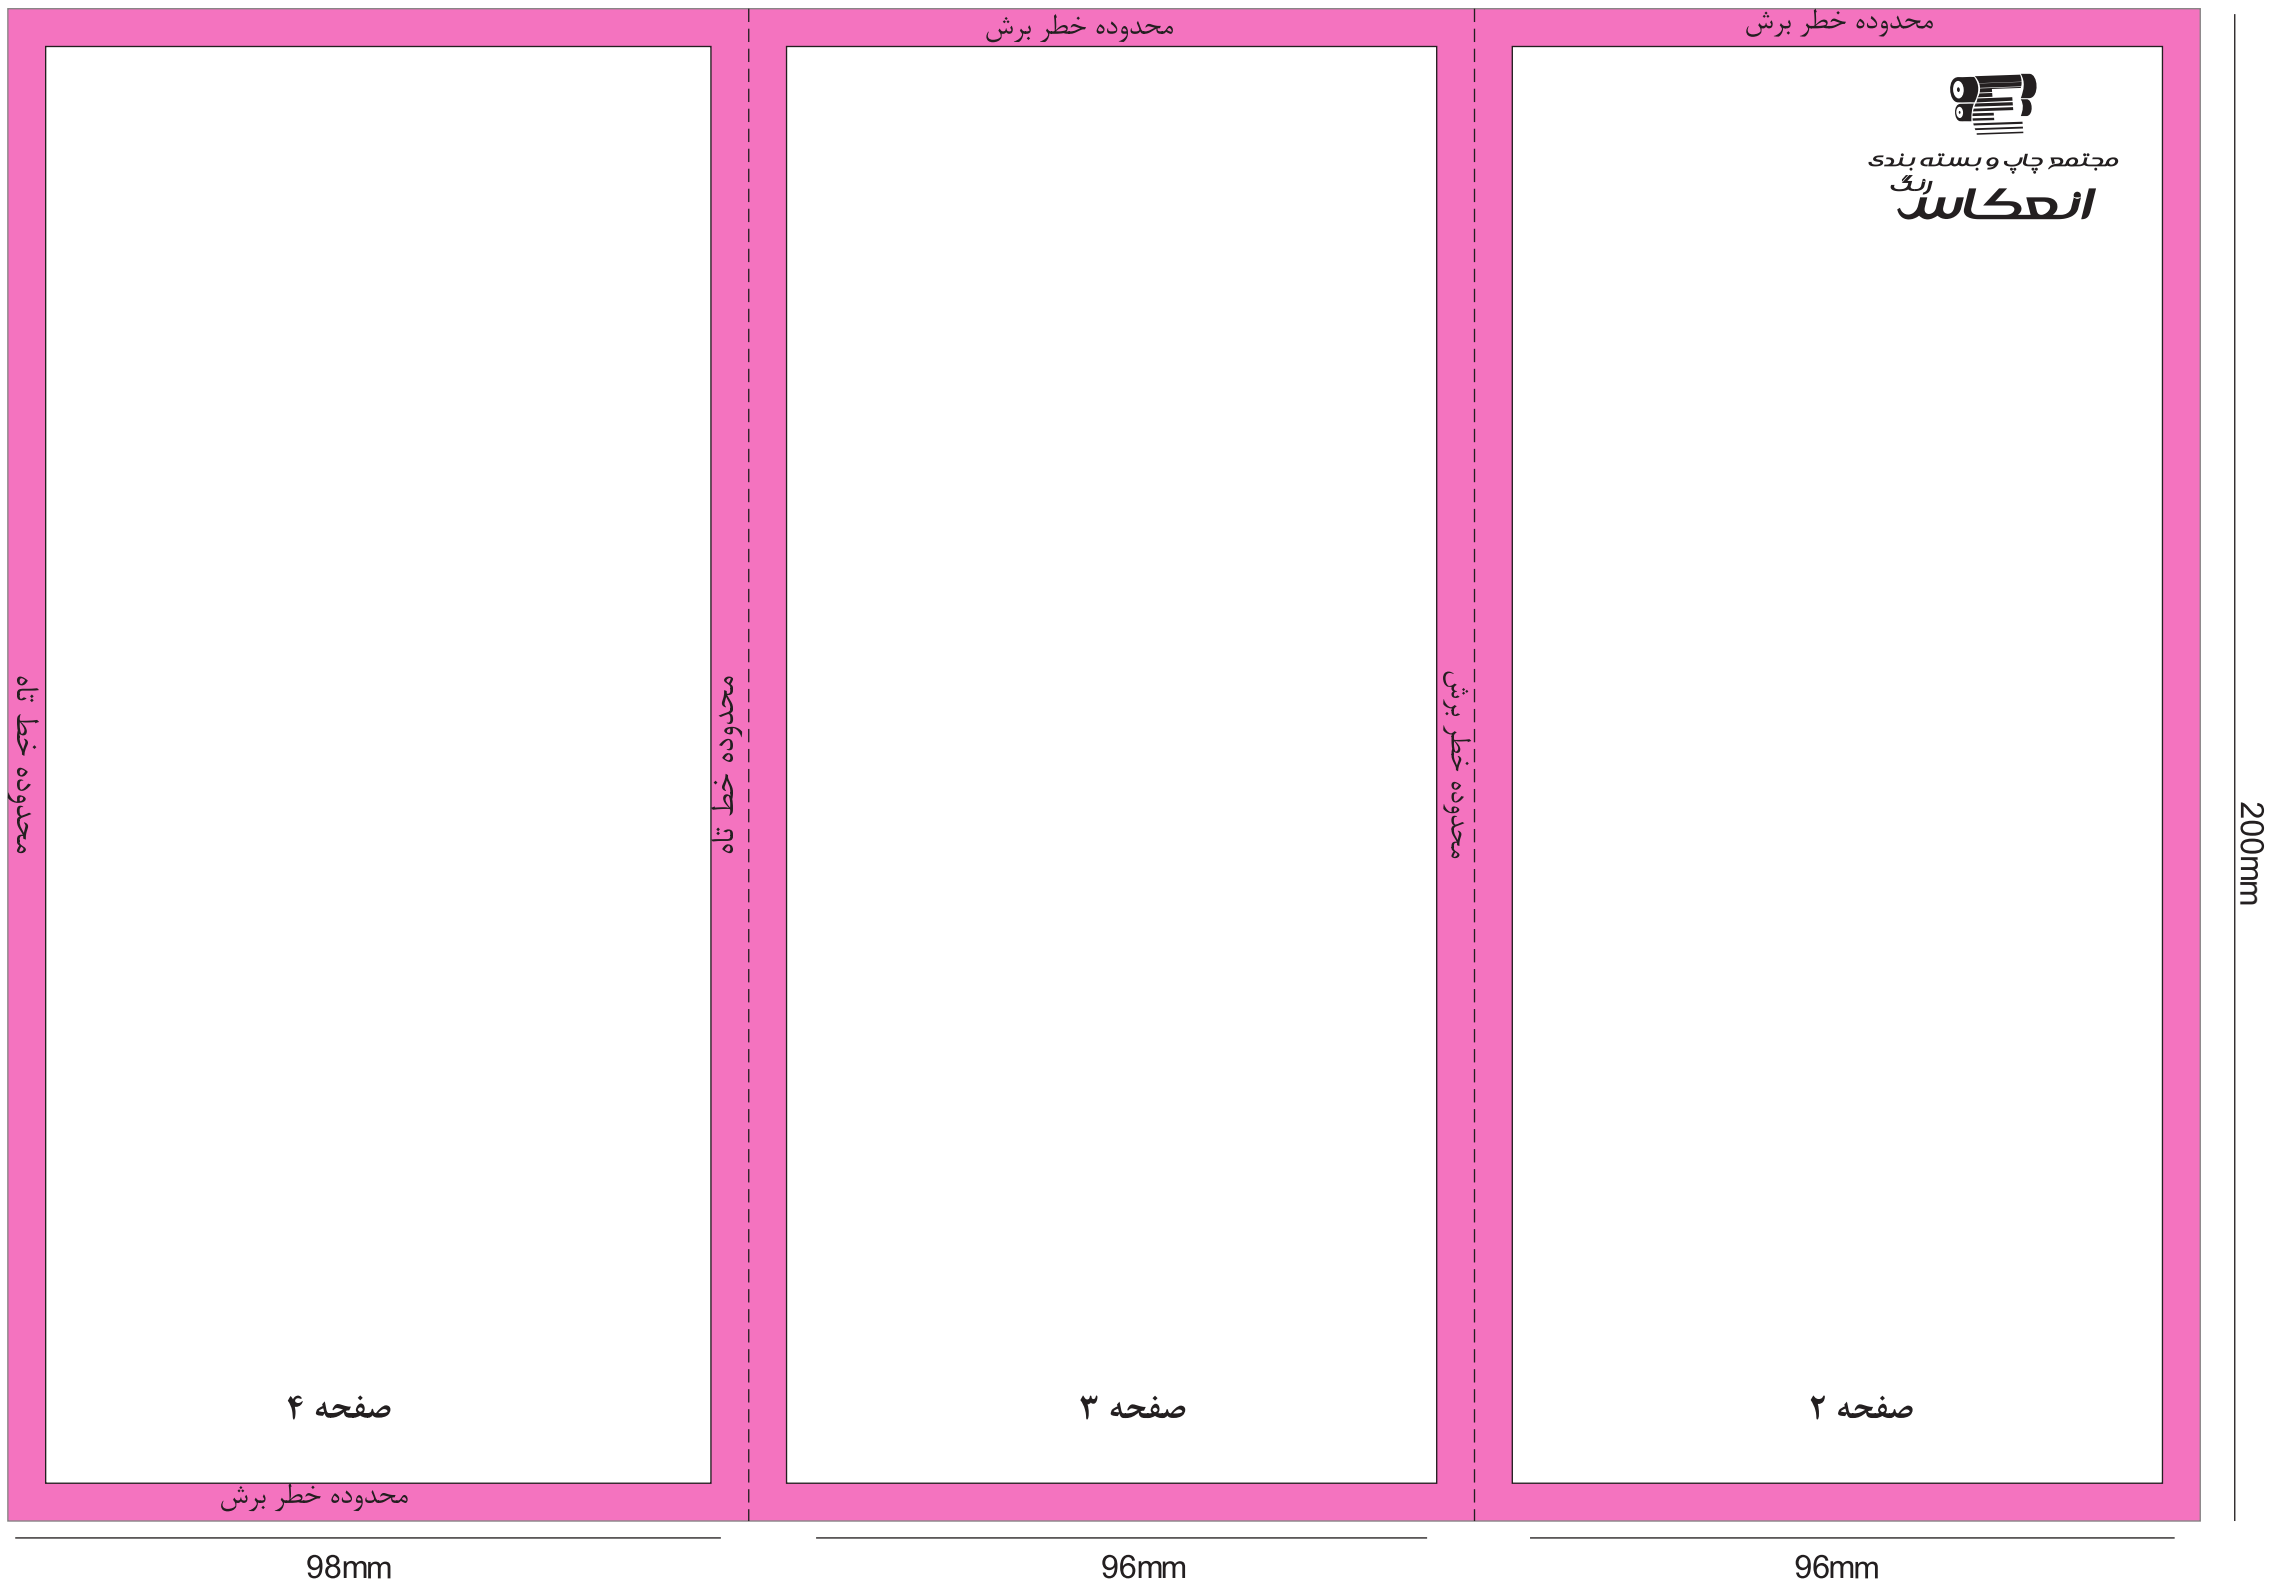 محدوده خطر برش
محدوده خطر برش
مجتمع چاپ و بسته بندی
انعکاس رنگ
محدوده خطر برش
محدوده خط تاه
محدوده خط تاه
200mm
صفحه ۲
صفحه ۳
صفحه ۴
محدوده خطر برش
96mm
96mm
98mm